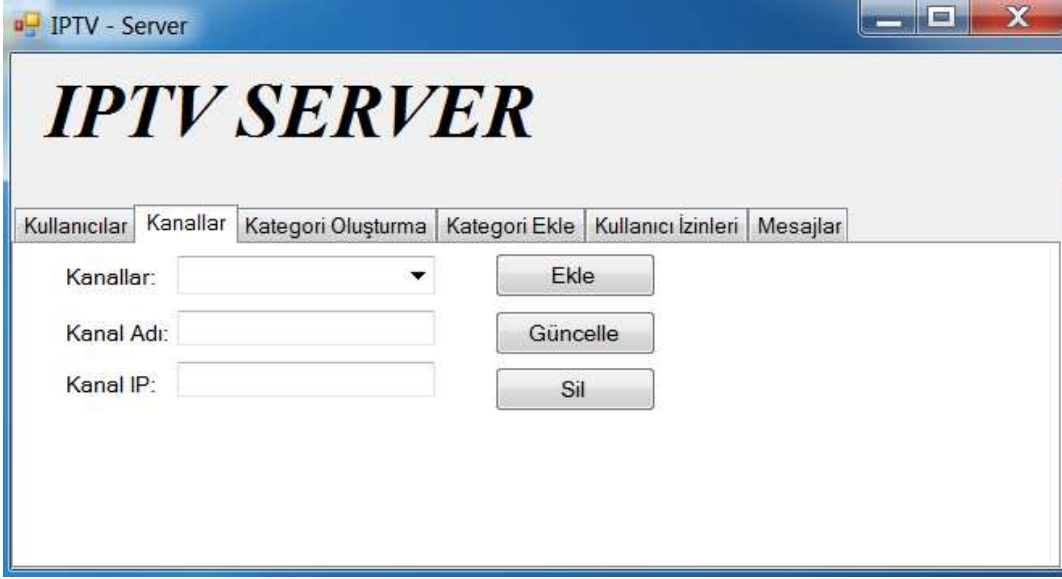 IPTV - Server
IPTV SERVER
Kullanıcılar Kanallar Kategori Oluşturma Kategori Ekle Kullanıcı İzinleri Mesajlar
Kanallar: Ekle
Kanal Adı: Güncelle
Kanal IP: Sil